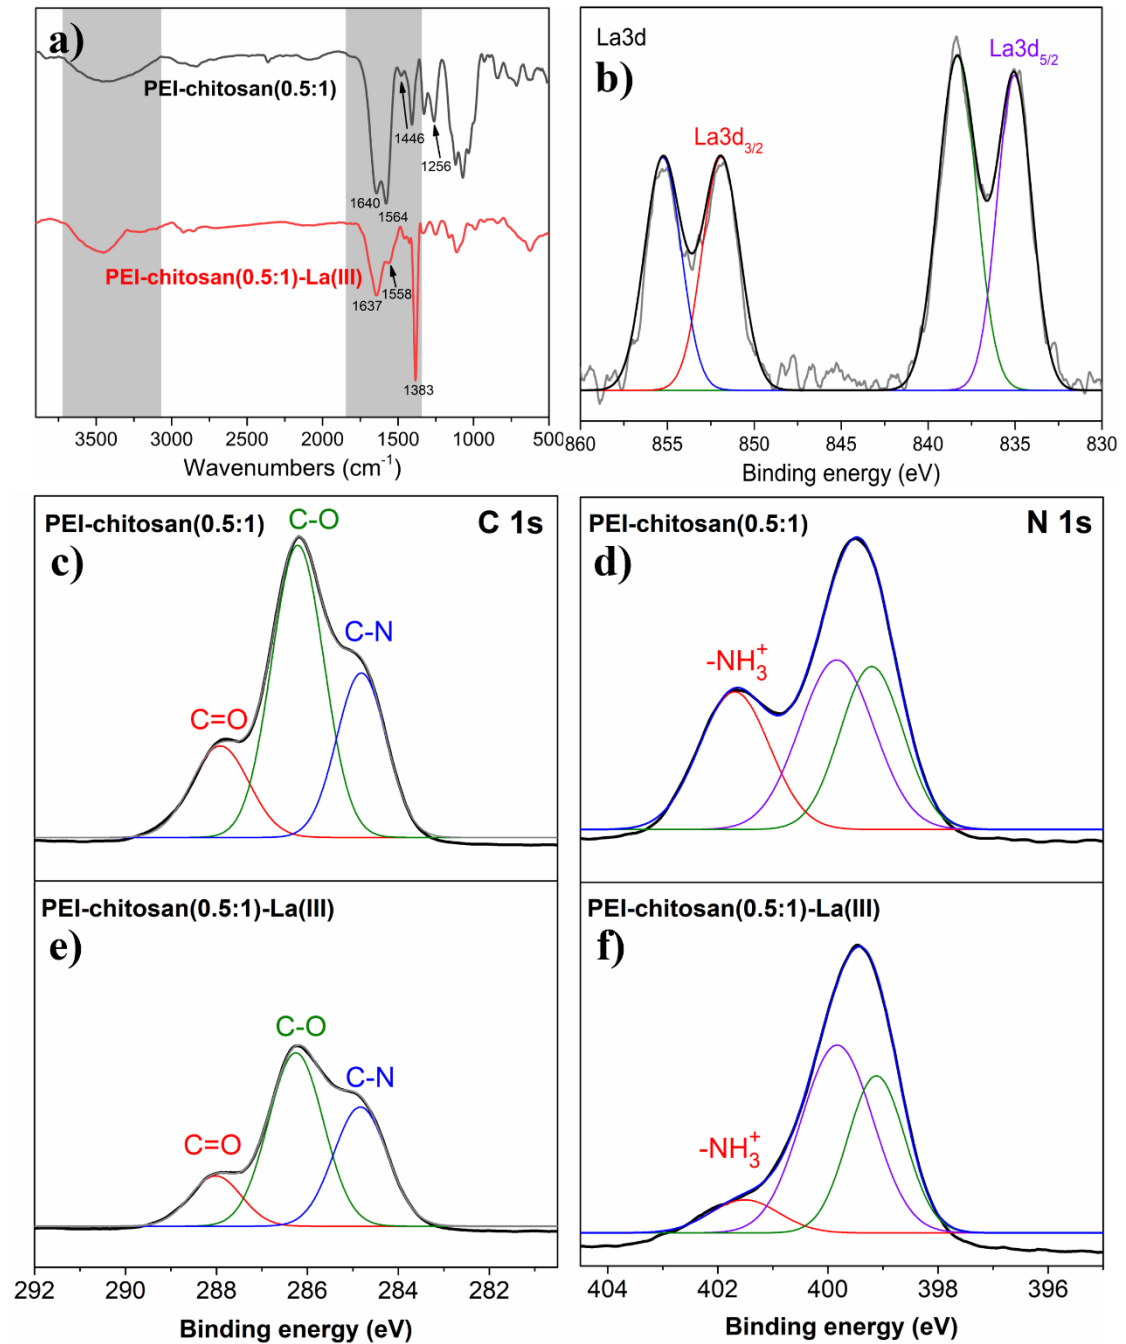 a)
PEI-chitosan(0.5:1)
1446
1256
1640
1564
PEI-chitosan(0.5:1)-La(III)
1637
1558
1383
3500 3000 2500 2000 1500 1000 500
Wavenumbers (cm⁻¹)
b)
La3d
La3d₃/₂
La3d₅/₂
860 855 850 845 840 835 830
Binding energy (eV)
PEI-chitosan(0.5:1)
C 1s
c)
C-O
C-N
C=O
PEI-chitosan(0.5:1)
N 1s
d)
-NH₃⁺
PEI-chitosan(0.5:1)-La(III)
e)
C-O
C-N
C=O
292 290 288 286 284 282
Binding energy (eV)
PEI-chitosan(0.5:1)-La(III)
f)
-NH₃⁺
404 402 400 398 396
Binding energy (eV)